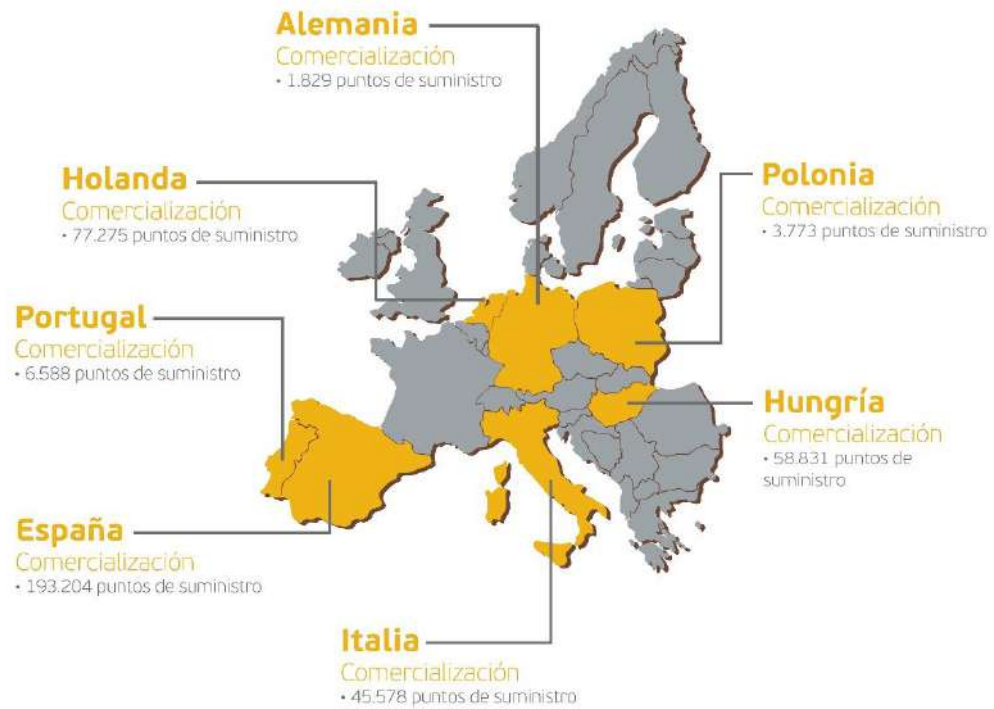 Alemania
Comercialización
• 1.829 puntos de suministro
Holanda
Comercialización
• 77.275 puntos de suministro
Polonia
Comercialización
• 3.773 puntos de suministro
Portugal
Comercialización
• 6.588 puntos de suministro
Hungría
Comercialización
• 58.831 puntos de
suministro
España
Comercialización
• 193.204 puntos de suministro
Italia
Comercialización
• 45.578 puntos de suministro